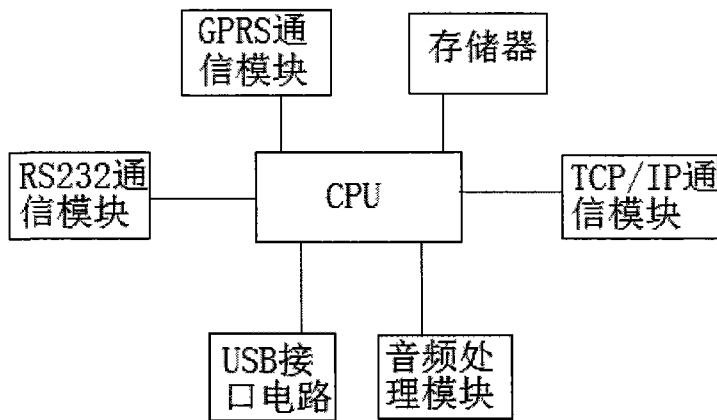 GPRS通
信模块
存储器
RS232通
信模块
CPU
TCP/IP通
信模块
USB接
口电路
音频处
理模块